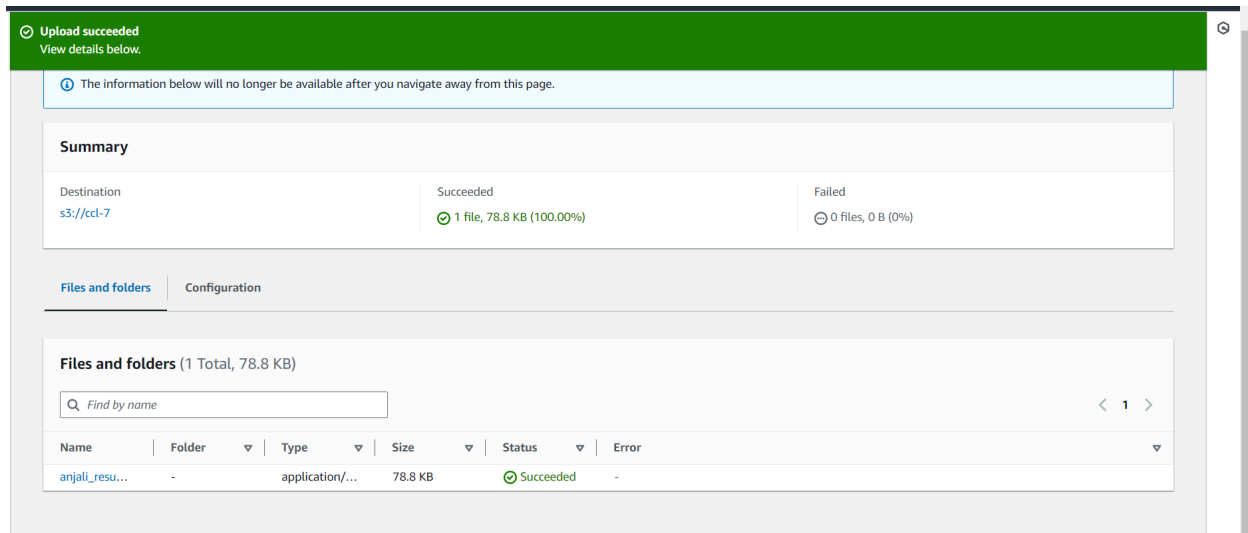 Upload succeeded
View details below.
The information below will no longer be available after you navigate away from this page.
Summary
Destination
Succeeded
Failed
s3://ccl-7
1 file, 78.8 KB (100.00%)
0 files, 0 B (0%)
Files and folders
Configuration
Files and folders (1 Total, 78.8 KB)
Find by name
1
Name Folder Type Size Status Error
anjali_resu... - application/... 78.8 KB Succeeded -